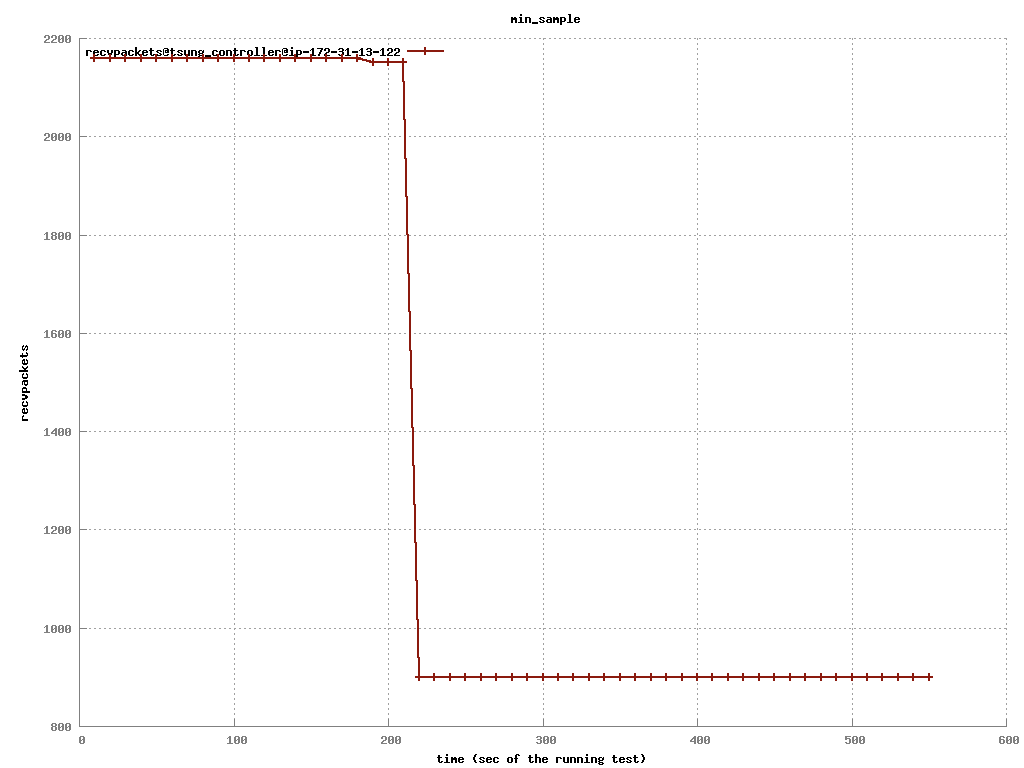 min_sample
2200
recvpackets@tsung_controller@ip-172-31-13-122
2000
1800
1600
recvpackets
1400
1200
1000
800
0 100 200 300 400 500 600
time (sec of the running test)